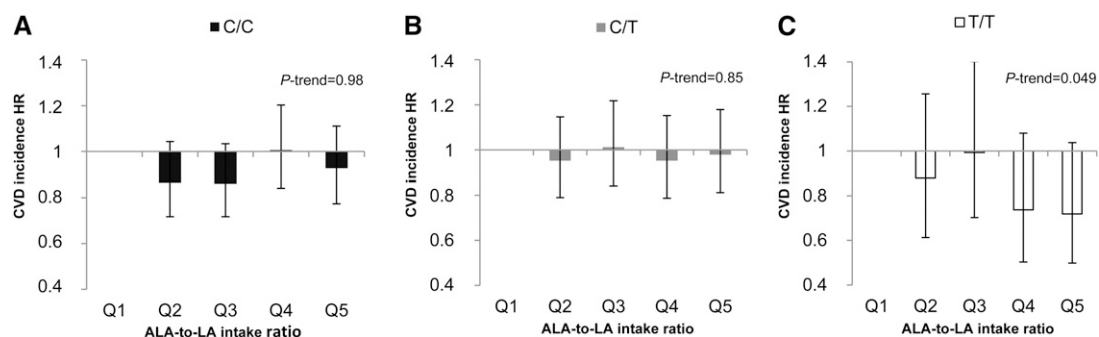 A
C/C
CVD incidence HR
1.4
1.2
1
0.8
0.6
0.4
P-trend=0.98
Q1 Q2 Q3 Q4 Q5
ALA-to-LA intake ratio
B
C/T
CVD incidence HR
1.4
1.2
1
0.8
0.6
0.4
P-trend=0.85
Q1 Q2 Q3 Q4 Q5
ALA-to-LA intake ratio
C
T/T
CVD incidence HR
1.4
1.2
1
0.8
0.6
0.4
P-trend=0.049
Q1 Q2 Q3 Q4 Q5
ALA-to-LA intake ratio